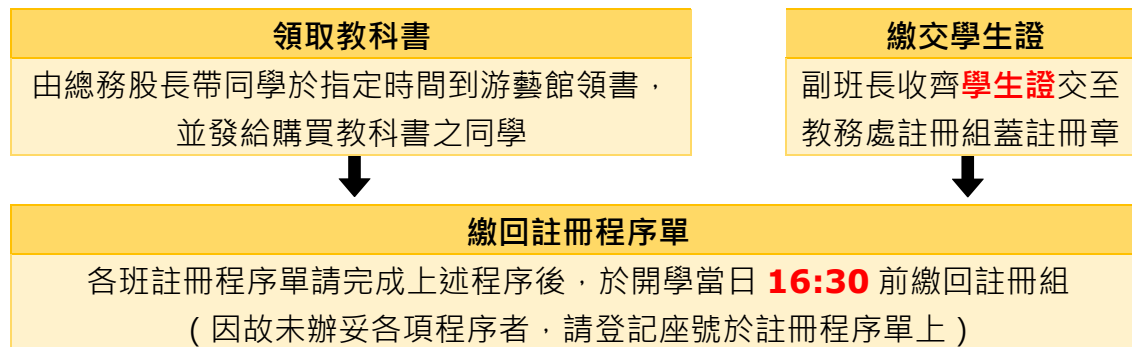 領取教科書
由總務股長帶同學於指定時間到游藝館領書，
並發給購買教科書之同學
繳交學生證
副班長收齊學生證交至
教務處註冊組蓋註冊章
繳回註冊程序單
各班註冊程序單請完成上述程序後，於開學當日 16:30 前繳回註冊組
（因故未辦妥各項程序者，請登記座號於註冊程序單上）